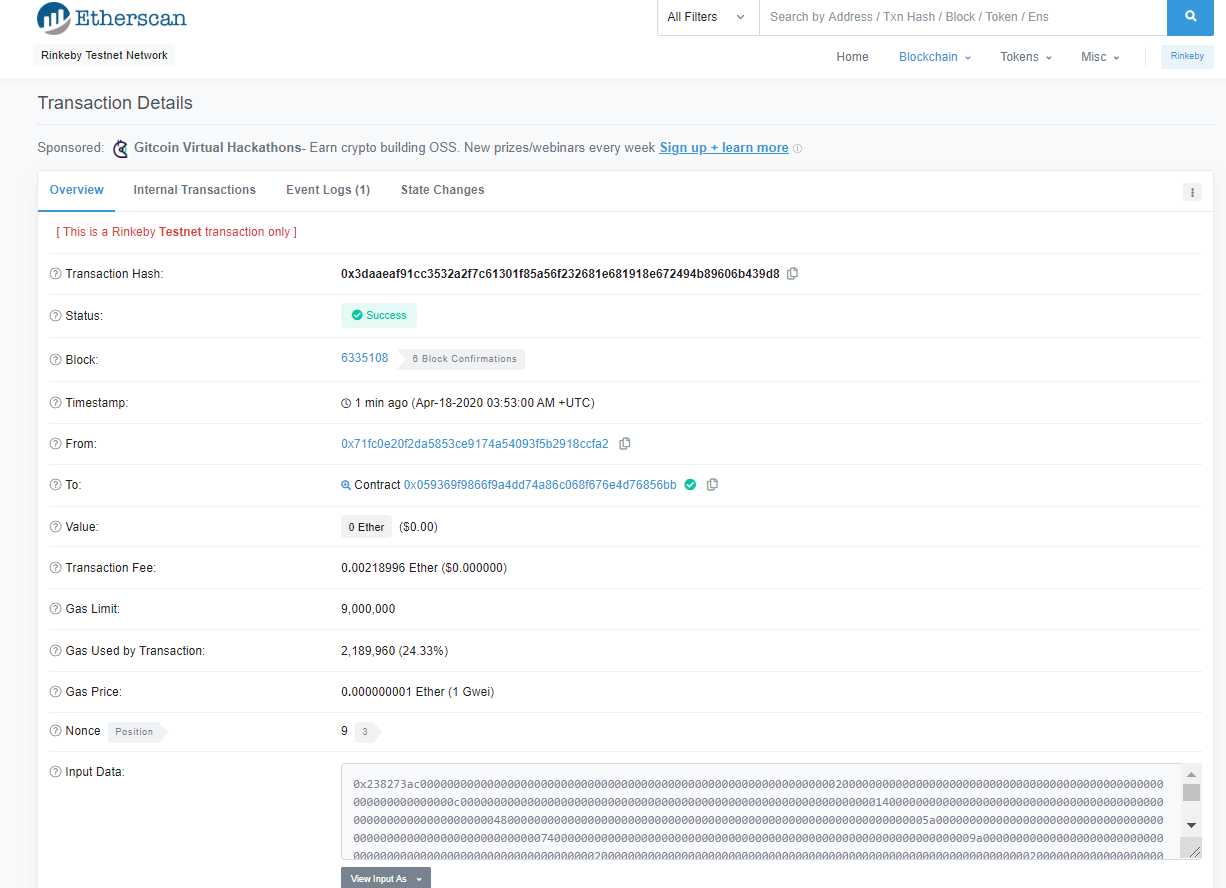 Etherscan
All Filters
Search by Address / Txn Hash / Block / Token / Ens
Rinkeby Testnet Network
Home Blockchain Tokens Misc Rinkeby
Transaction Details
Sponsored: Gitcoin Virtual Hackathons- Earn crypto building OSS. New prizes/webinars every week Sign up + learn more
Overview Internal Transactions Event Logs (1) State Changes
[ This is a Rinkeby Testnet transaction only ]
Transaction Hash: 0x3daaeaf91cc3532a2f7c61301f85a56f232681e681918e672494b89606b439d8
Status: Success
Block: 6335108 6 Block Confirmations
Timestamp: 1 min ago (Apr-18-2020 03:53:00 AM +UTC)
From: 0x71fc0e20f2da5853ce9174a54093f5b2918ccfa2
To: Contract 0x059369f9866f9a4dd74a86c068f676e4d76856bb
Value: 0 Ether ($0.00)
Transaction Fee: 0.00218996 Ether ($0.000000)
Gas Limit: 9,000,000
Gas Used by Transaction: 2,189,960 (24.33%)
Gas Price: 0.000000001 Ether (1 Gwei)
Nonce Position 9 3
Input Data:
View Input As